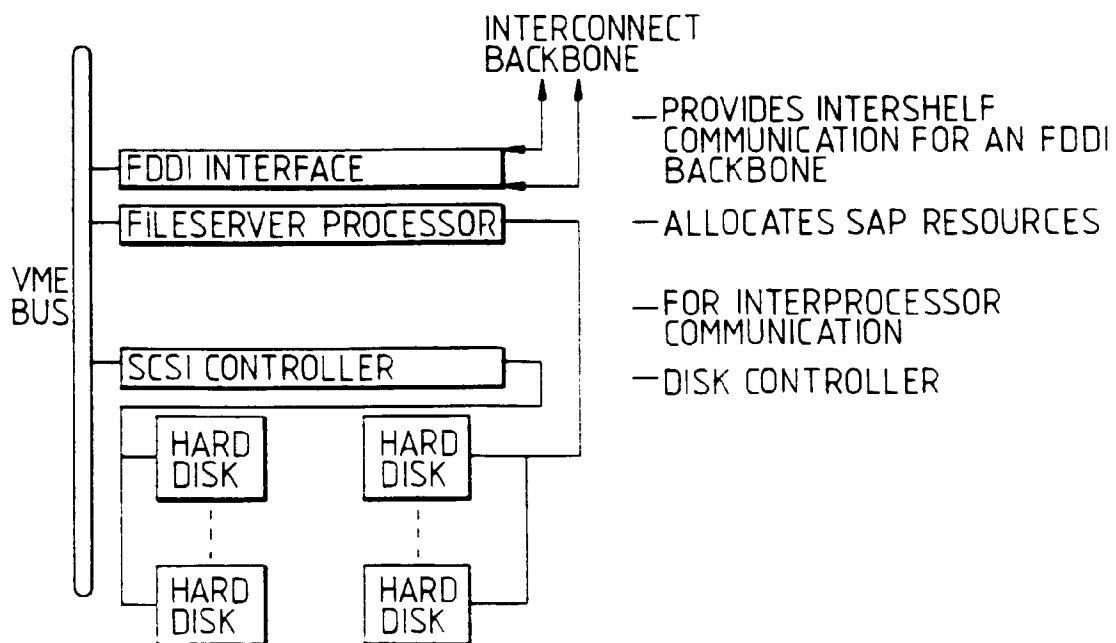 INTERCONNECT
BACKBONE
—PROVIDES INTERSHELF
COMMUNICATION FOR AN FDDI
BACKBONE
FDDI INTERFACE
FILESERVER PROCESSOR
—ALLOCATES SAP RESOURCES
VME
BUS
—FOR INTERPROCESSOR
COMMUNICATION
SCSI CONTROLLER
—DISK CONTROLLER
HARD
DISK
HARD
DISK
HARD
DISK
HARD
DISK